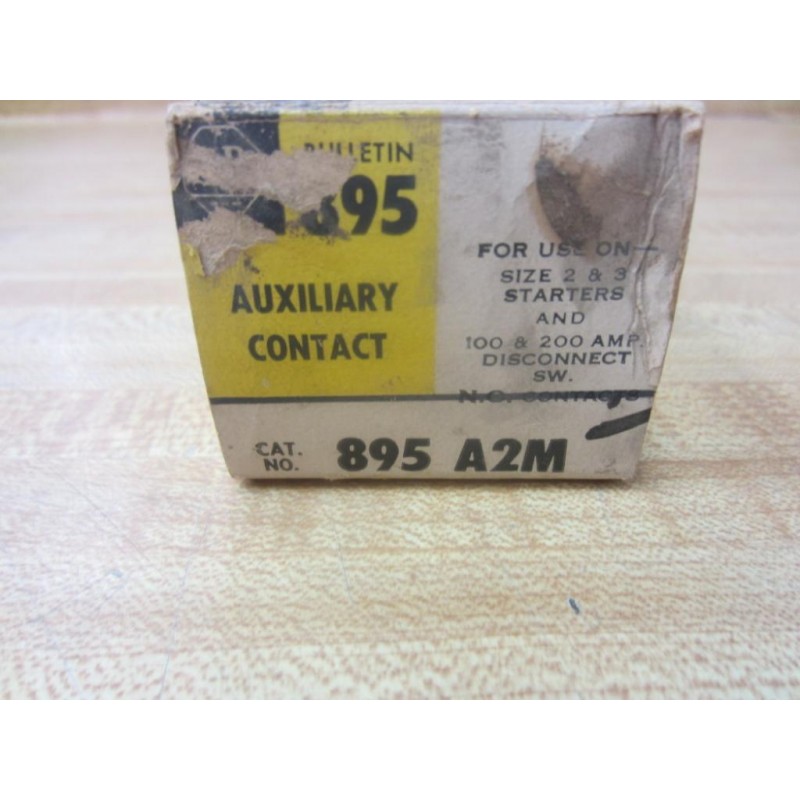 BULLETIN
895
AUXILIARY
CONTACT
FOR USE ON—
SIZE 2 & 3
STARTERS
AND
100 & 200 AMP.
DISCONNECT
SW.
N.C. CONTACTS
CAT.
NO.
895 A2M